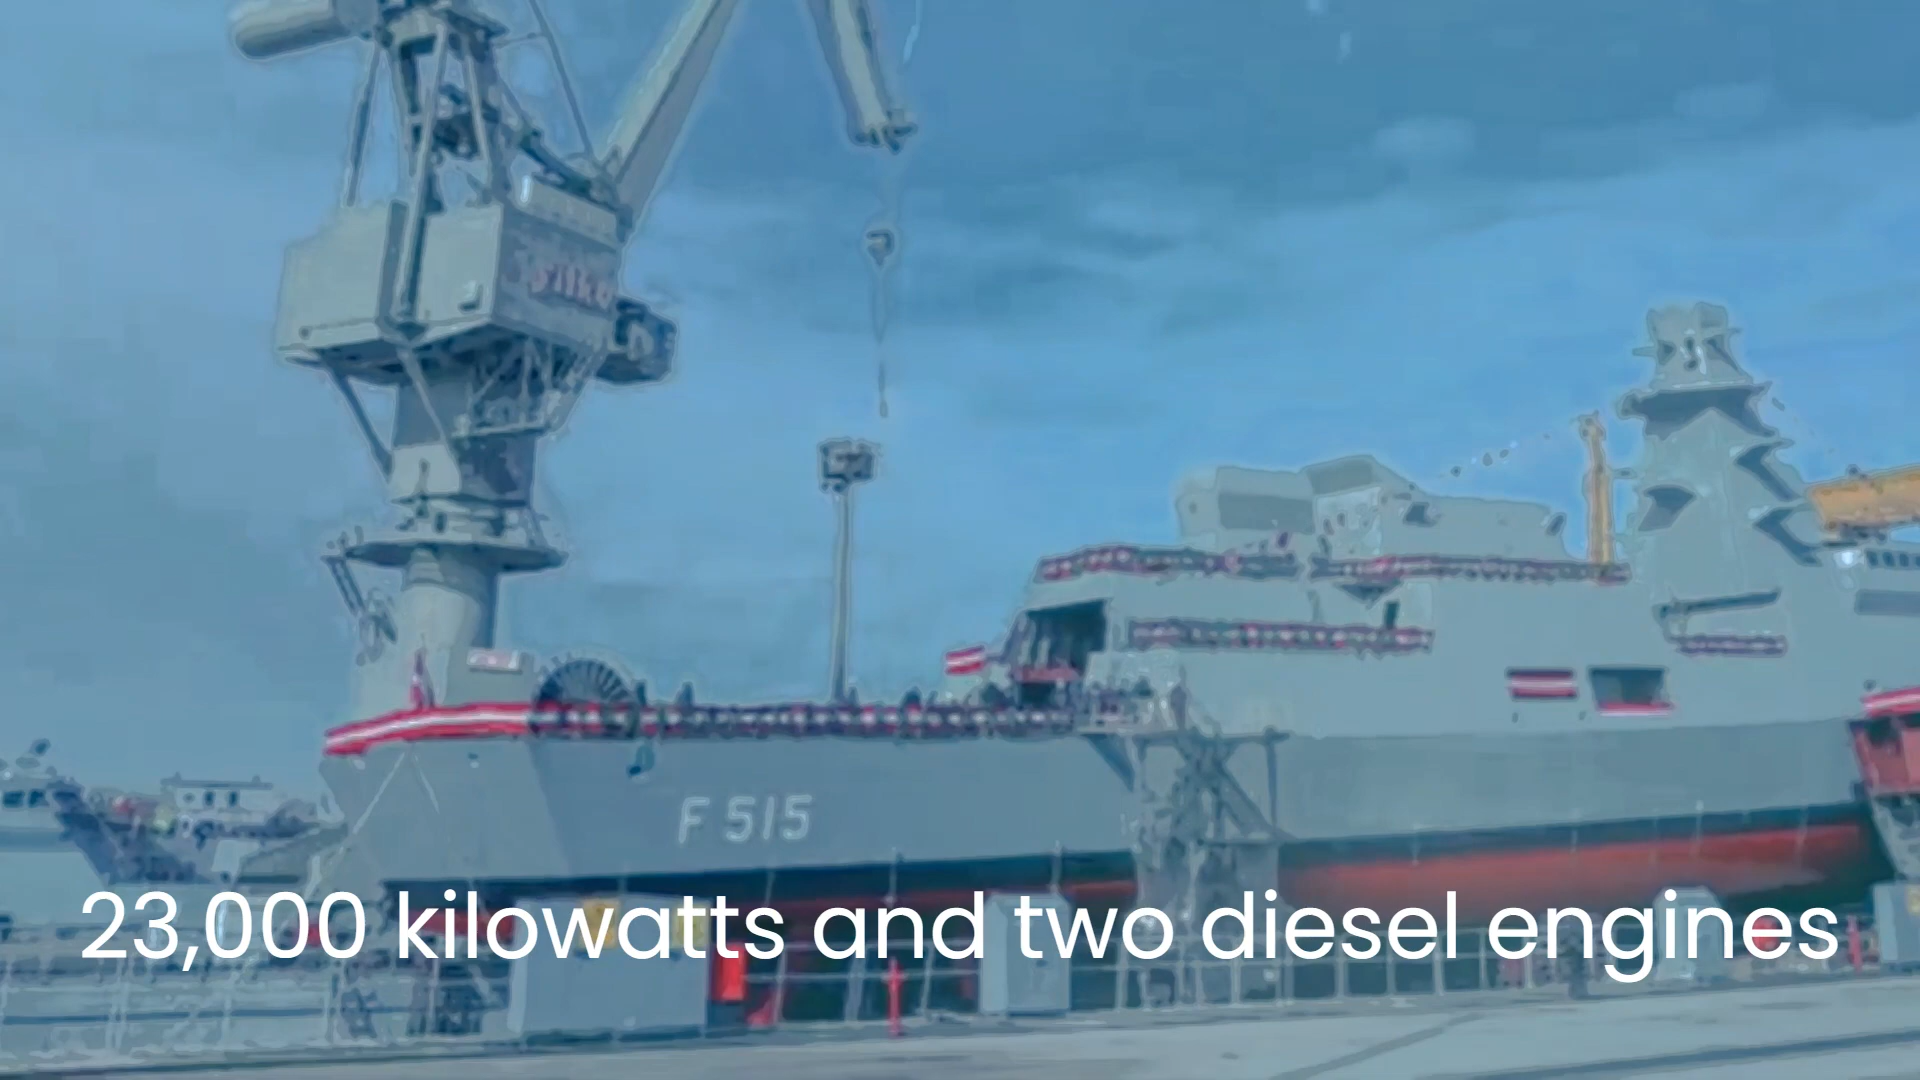 F 515
23,000 kilowatts and two diesel engines